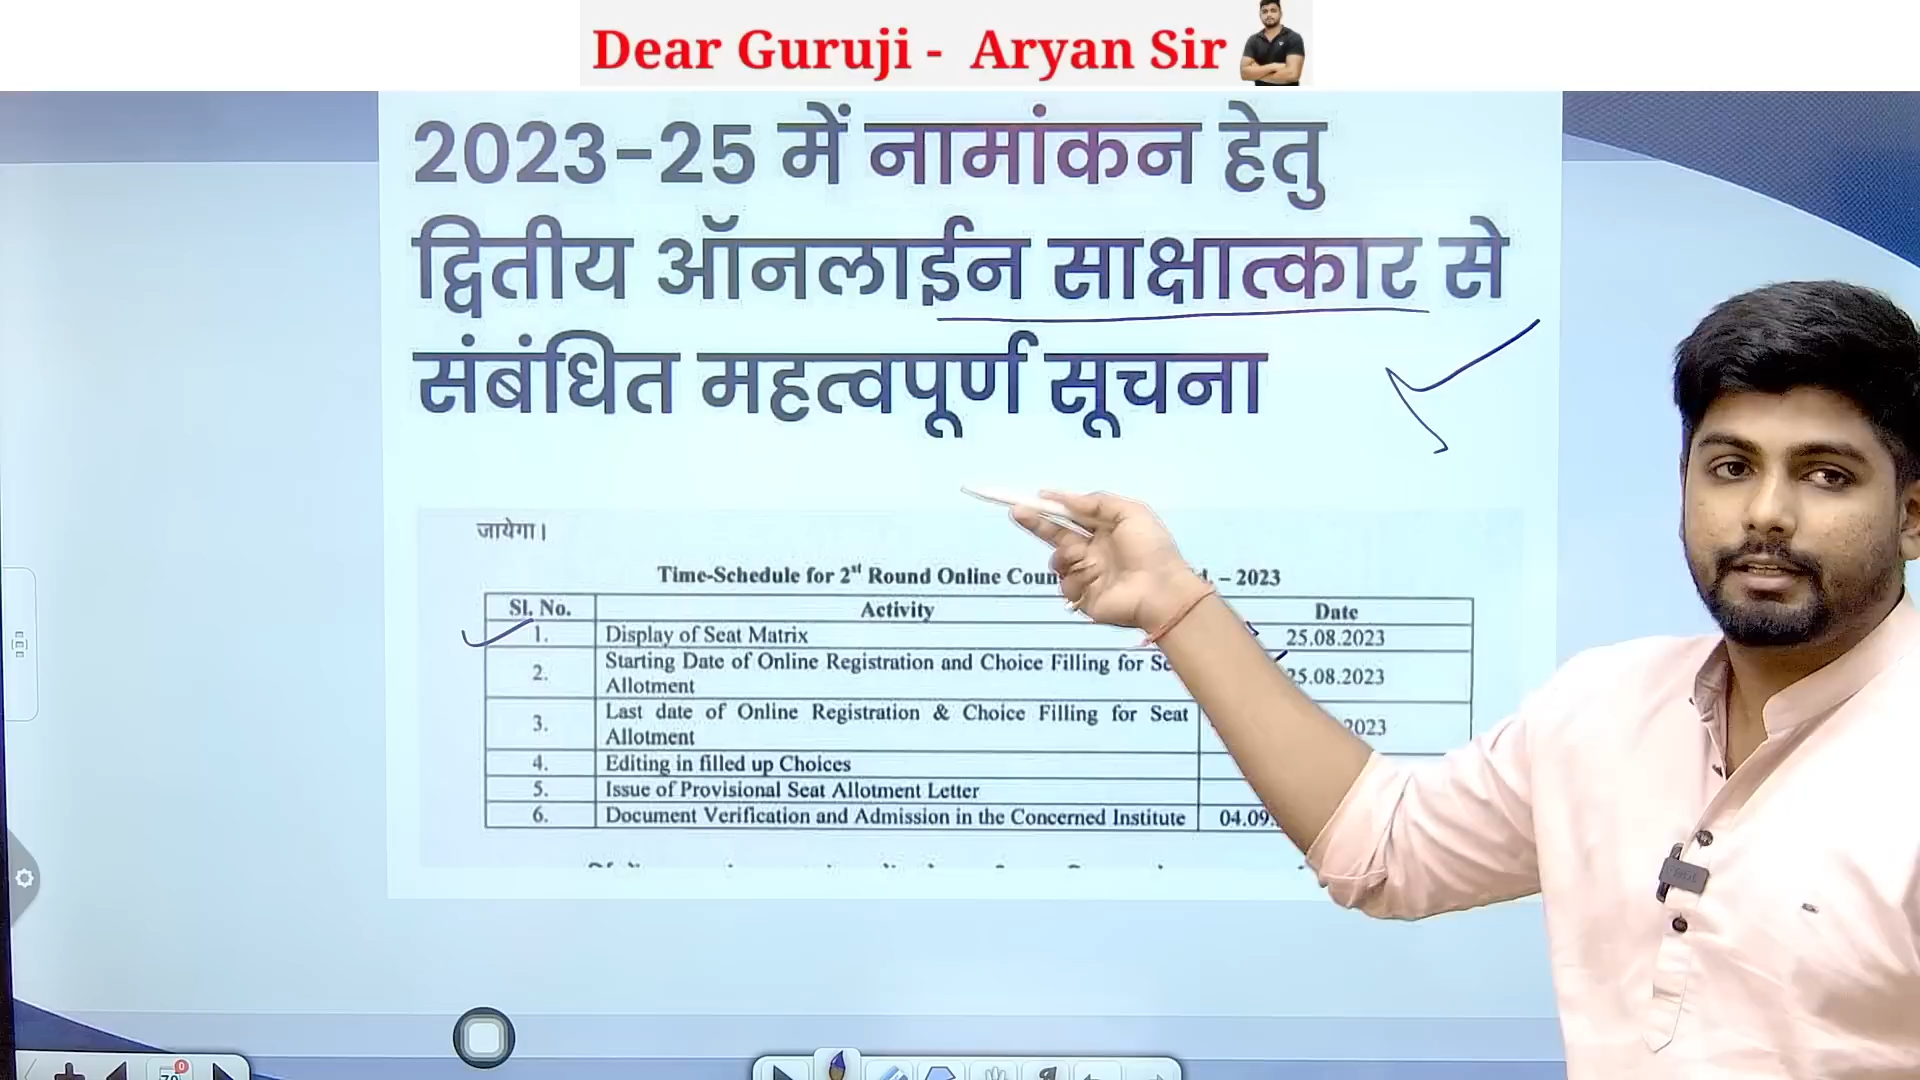 Dear Guruji - Aryan Sir
2023-25 में नामांकन हेतु
द्वितीय ऑनलाईन साक्षात्कार से
संबंधित महत्वपूर्ण सूचना
जायेगा।
Time-Schedule for 2st Round Online – 2023
Sl. No. Activity Date
1. Display of Seat Matrix 25.08.2023
2. Starting Date of Online Registration and Choice Filling for
Allotment 25.08.2023
3. Last date of Online Registration & Choice Filling for Seat
Allotment 2023
4. Editing in filled up Choices
5. Issue of Provisional Seat Allotment Letter
6. Document Verification and Admission in the Concerned Institute 04.09.